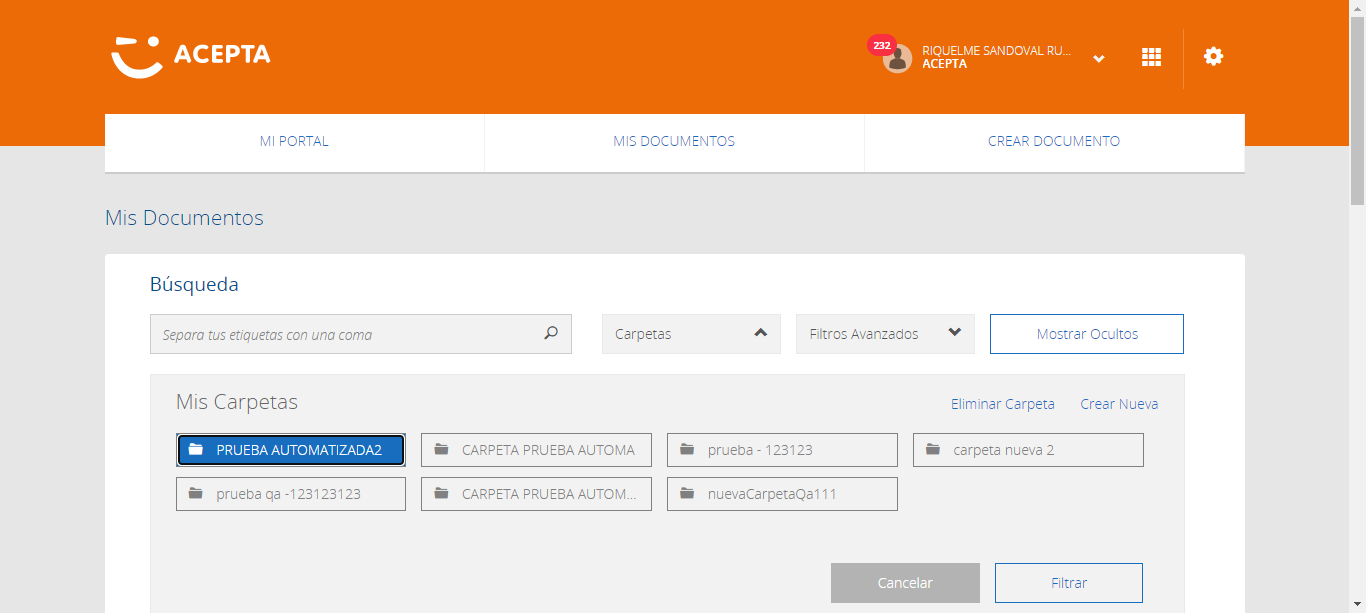 ACEPTA
232
RIQUELME SANDOVAL RU...
ACEPTA
MI PORTAL
MIS DOCUMENTOS
CREAR DOCUMENTO
Mis Documentos
Búsqueda
Separa tus etiquetas con una coma
Carpetas
Filtros Avanzados
Mostrar Ocultos
Mis Carpetas
Eliminar Carpeta
Crear Nueva
PRUEBA AUTOMATIZADA2
CARPETA PRUEBA AUTOMA
prueba - 123123
carpeta nueva 2
prueba qa -123123123
CARPETA PRUEBA AUTOM...
nuevaCarpetaQa111
Cancelar
Filtrar